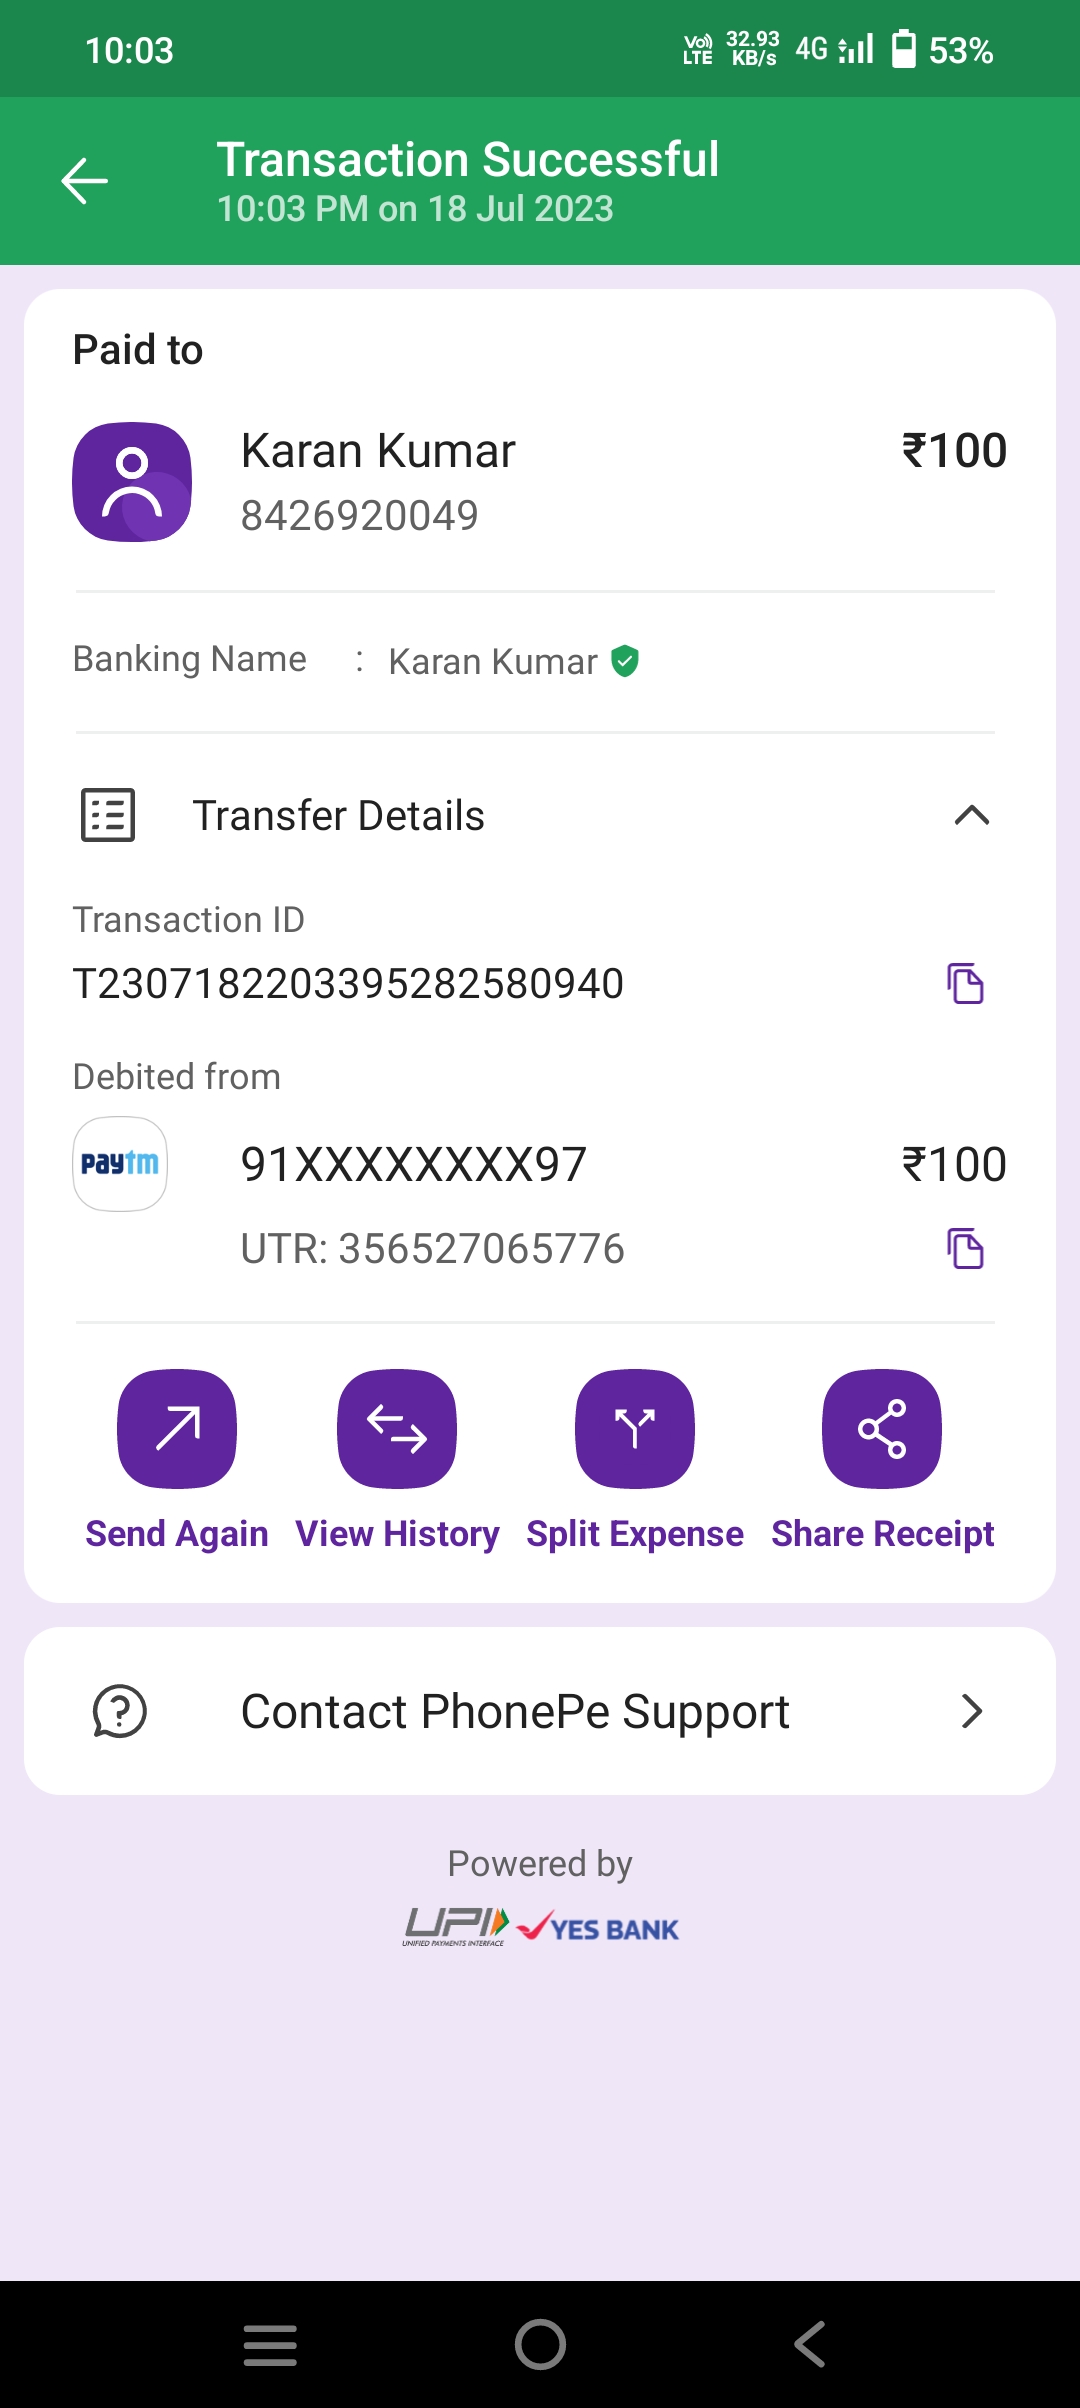 10:03
Vo)) LTE 32.93 KB/s 4G 53%
Transaction Successful
10:03 PM on 18 Jul 2023
Paid to
Karan Kumar ₹100
8426920049
Banking Name : Karan Kumar
Transfer Details
Transaction ID
T2307182203395282580940
Debited from
paytm 91XXXXXXXX97 ₹100
UTR: 356527065776
Send Again View History Split Expense Share Receipt
Contact PhonePe Support
Powered by
UPI UNIFIED PAYMENTS INTERFACE YES BANK